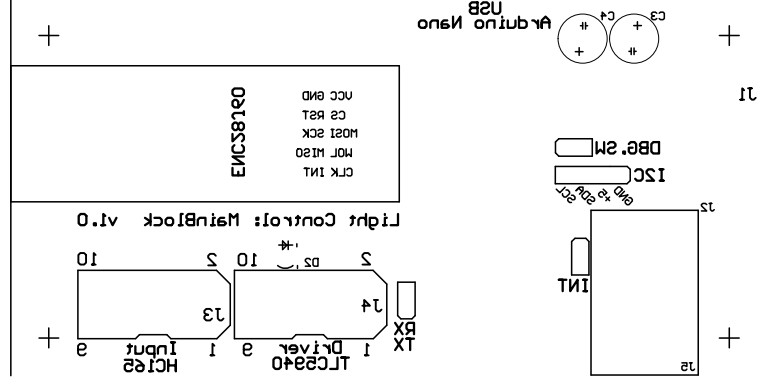 USB
Arduino Nano
C4
C3
J1
ENC28J60
VCC GND
CS RST
MOSI SCK
WOL MISO
CLK INT
DBG.SW
I2C
GND
+5
SDA
SCL
J2
Light Control: MainBlock v1.0
10
2
10
D2
2
J3
J4
INT
RX
TX
9
Input
1
HC165
9
Driver
1
TLC5940
J5